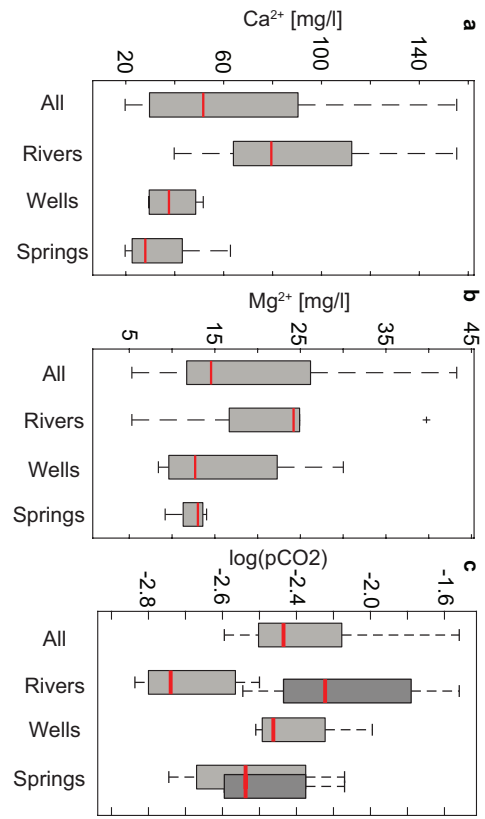 a
Ca²⁺ [mg/l]
20 60 100 140
All
Rivers
Wells
Springs
b
Mg²⁺ [mg/l]
5 15 25 35 45
All
Rivers
Wells
Springs
c
log(pCO2)
-2.8 -2.6 -2.4 -2.0 -1.6
All
Rivers
Wells
Springs